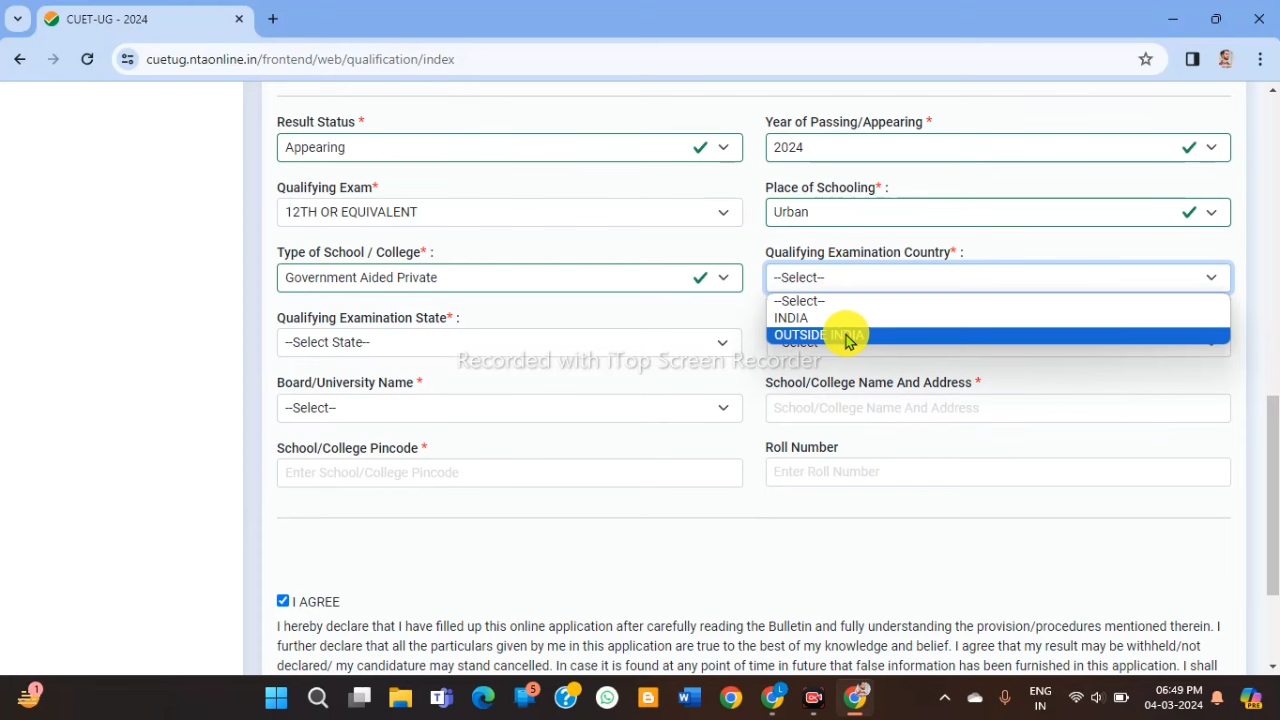 CUET-UG - 2024
cuetug.ntaonline.in/frontend/web/qualification/index
Result Status *
Year of Passing/Appearing *
Appearing
2024
Qualifying Exam*
Place of Schooling* :
12TH OR EQUIVALENT
Urban
Type of School / College* :
Qualifying Examination Country* :
Government Aided Private
--Select--
--Select--
INDIA
OUTSIDE INDIA
Qualifying Examination State* :
--Select State--
Recorded with iTop Screen Recorder
Board/University Name *
School/College Name And Address *
--Select--
School/College Name And Address
School/College Pincode *
Roll Number
Enter School/College Pincode
Enter Roll Number
I AGREE
I hereby declare that I have filled up this online application after carefully reading the Bulletin and fully understanding the provision/procedures mentioned therein. I
further declare that all the particulars given by me in this application are true to the best of my knowledge and belief. I agree that my result may be withheld/not
declared/ my candidature may stand cancelled. In case it is found at any point of time in future that false information has been furnished in this application. I shall
1
5
ENG
IN
06:49 PM
04-03-2024
PRE